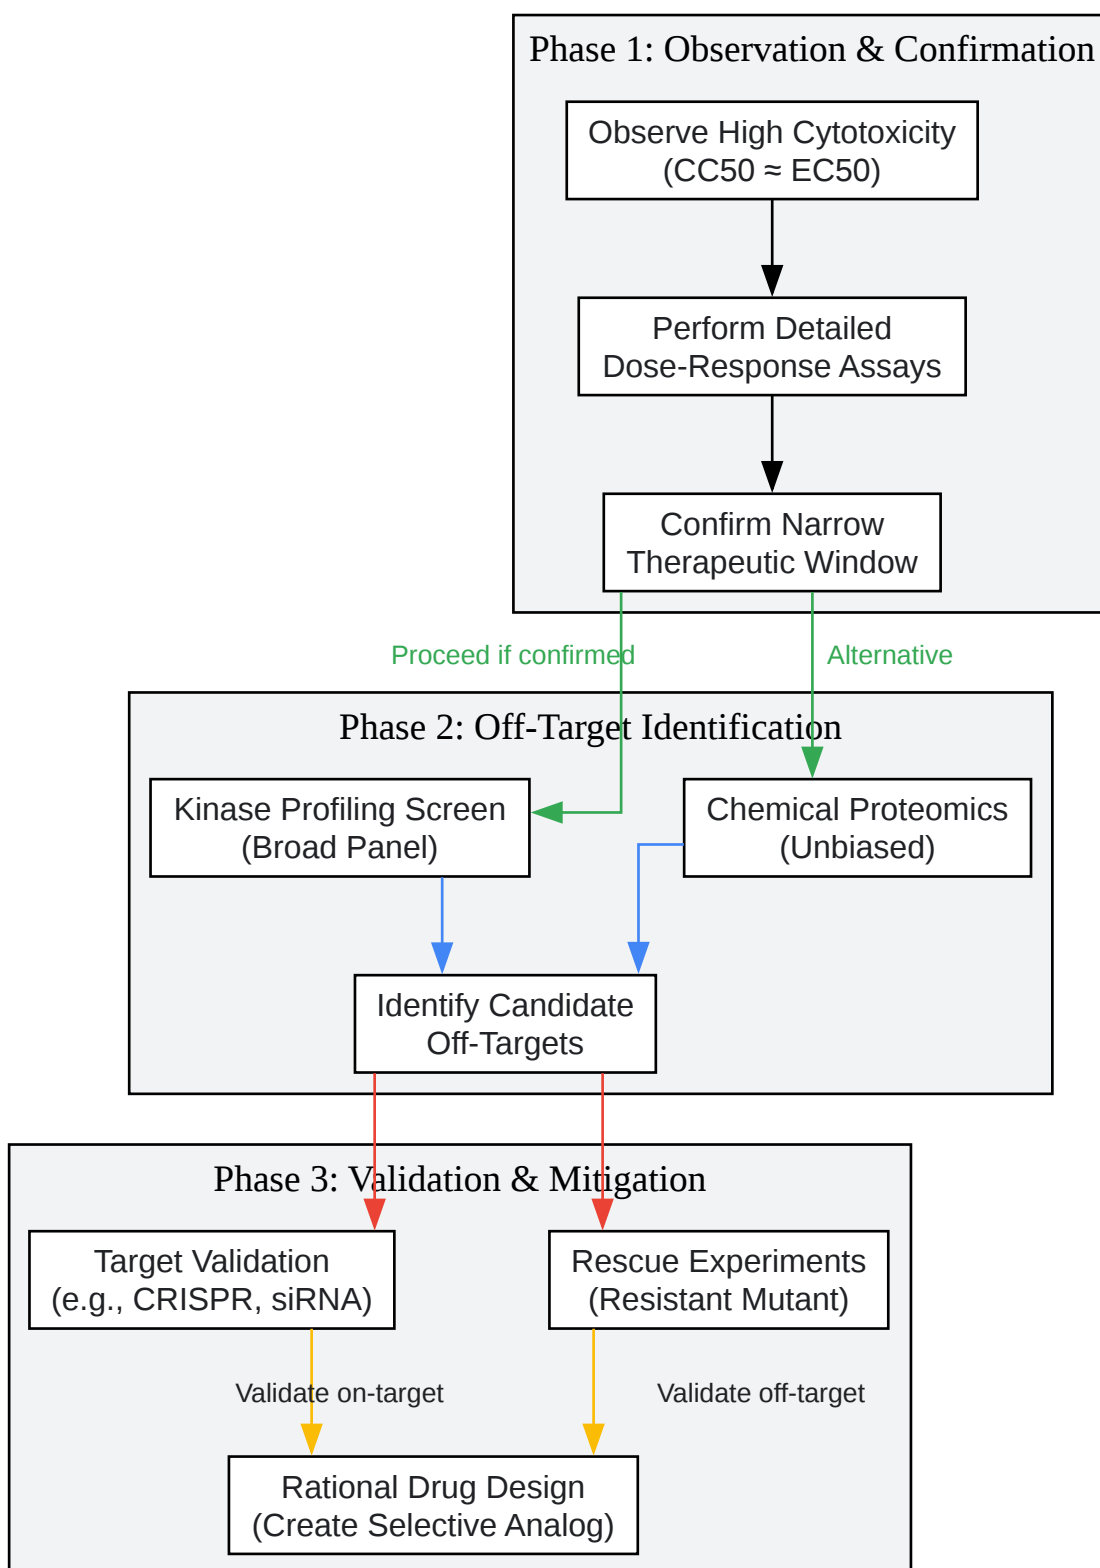 Phase 1: Observation & Confirmation
Observe High Cytotoxicity
(CC50 ≈ EC50)
Perform Detailed
Dose-Response Assays
Confirm Narrow
Therapeutic Window
Proceed if confirmed
Alternative
Phase 2: Off-Target Identification
Kinase Profiling Screen
(Broad Panel)
Chemical Proteomics
(Unbiased)
Identify Candidate
Off-Targets
Phase 3: Validation & Mitigation
Target Validation
(e.g., CRISPR, siRNA)
Rescue Experiments
(Resistant Mutant)
Validate on-target
Validate off-target
Rational Drug Design
(Create Selective Analog)